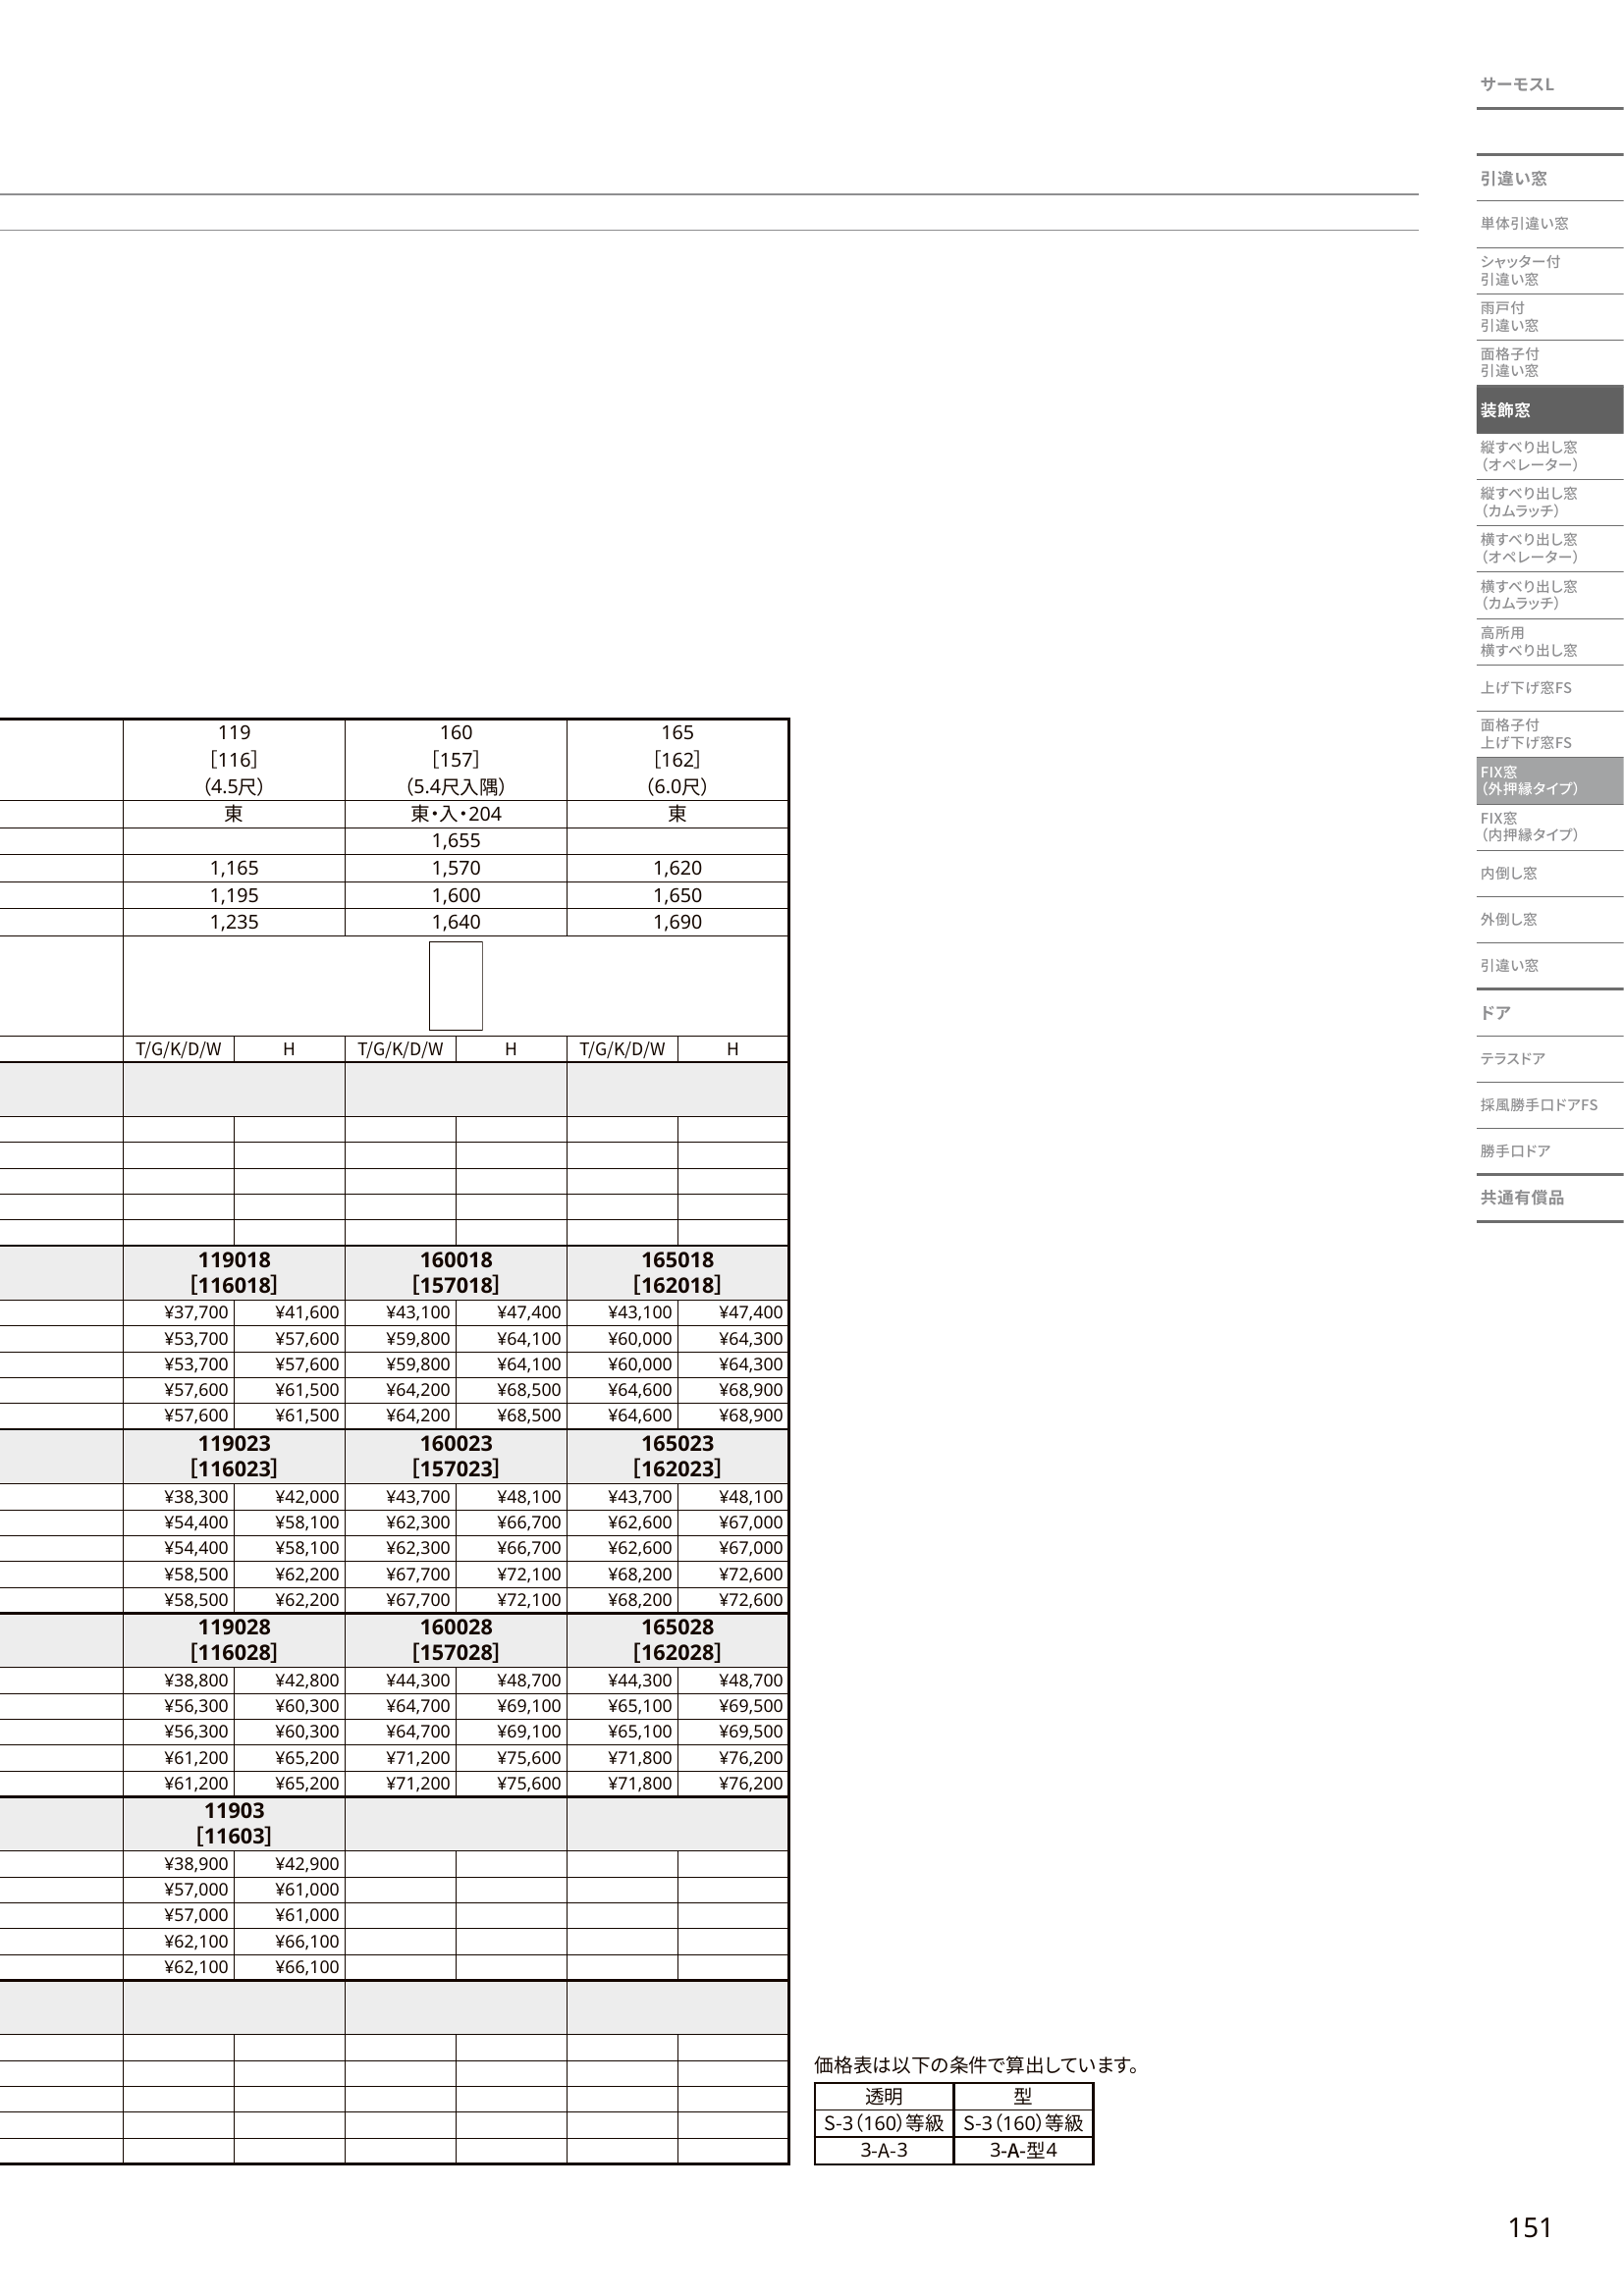 サーモスL
引違い窓
単体引違い窓
シャッター付
引違い窓
雨戸付
引違い窓
面格子付
引違い窓
装飾窓
縦すべり出し窓
（オペレーター）
縦すべり出し窓
（カムラッチ）
横すべり出し窓
（オペレーター）
横すべり出し窓
（カムラッチ）
高所用
横すべり出し窓
上げ下げ窓FS
面格子付
上げ下げ窓FS
FIX窓
（外押縁タイプ）
FIX窓
（内押縁タイプ）
内倒し窓
外倒し窓
引違い窓
ドア
テラスドア
採風勝手口ドアFS
勝手口ドア
共通有償品
119 160 165
［116］ ［157］ ［162］
（4.5尺） （5.4尺入隅） （6.0尺）
東 東・入・204 東
1,655
1,165 1,570 1,620
1,195 1,600 1,650
1,235 1,640 1,690
T/G/K/D/W H T/G/K/D/W H T/G/K/D/W H
119018 160018 165018
［116018］ ［157018］ ［162018］
¥37,700 ¥41,600 ¥43,100 ¥47,400 ¥43,100 ¥47,400
¥53,700 ¥57,600 ¥59,800 ¥64,100 ¥60,000 ¥64,300
¥53,700 ¥57,600 ¥59,800 ¥64,100 ¥60,000 ¥64,300
¥57,600 ¥61,500 ¥64,200 ¥68,500 ¥64,600 ¥68,900
¥57,600 ¥61,500 ¥64,200 ¥68,500 ¥64,600 ¥68,900
119023 160023 165023
［116023］ ［157023］ ［162023］
¥38,300 ¥42,000 ¥43,700 ¥48,100 ¥43,700 ¥48,100
¥54,400 ¥58,100 ¥62,300 ¥66,700 ¥62,600 ¥67,000
¥54,400 ¥58,100 ¥62,300 ¥66,700 ¥62,600 ¥67,000
¥58,500 ¥62,200 ¥67,700 ¥72,100 ¥68,200 ¥72,600
¥58,500 ¥62,200 ¥67,700 ¥72,100 ¥68,200 ¥72,600
119028 160028 165028
［116028］ ［157028］ ［162028］
¥38,800 ¥42,800 ¥44,300 ¥48,700 ¥44,300 ¥48,700
¥56,300 ¥60,300 ¥64,700 ¥69,100 ¥65,100 ¥69,500
¥56,300 ¥60,300 ¥64,700 ¥69,100 ¥65,100 ¥69,500
¥61,200 ¥65,200 ¥71,200 ¥75,600 ¥71,800 ¥76,200
¥61,200 ¥65,200 ¥71,200 ¥75,600 ¥71,800 ¥76,200
11903
［11603］
¥38,900 ¥42,900
¥57,000 ¥61,000
¥57,000 ¥61,000
¥62,100 ¥66,100
¥62,100 ¥66,100
価格表は以下の条件で算出しています。
透明 型
S-3（160）等級 S-3（160）等級
3-A-3 3-A-型4
151